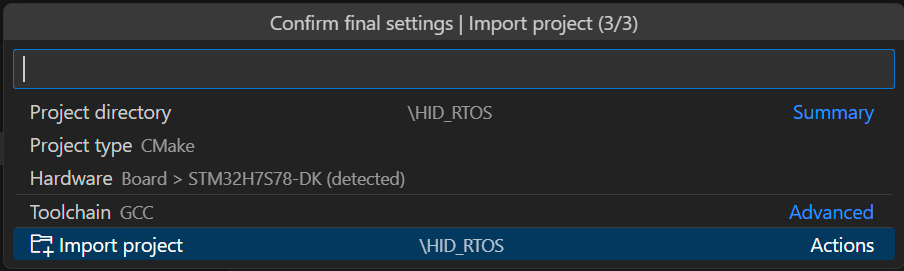 Confirm final settings | Import project (3/3)
Project directory \HID_RTOS Summary
Project type CMake
Hardware Board > STM32H7S78-DK (detected)
Toolchain GCC Advanced
Import project \HID_RTOS Actions